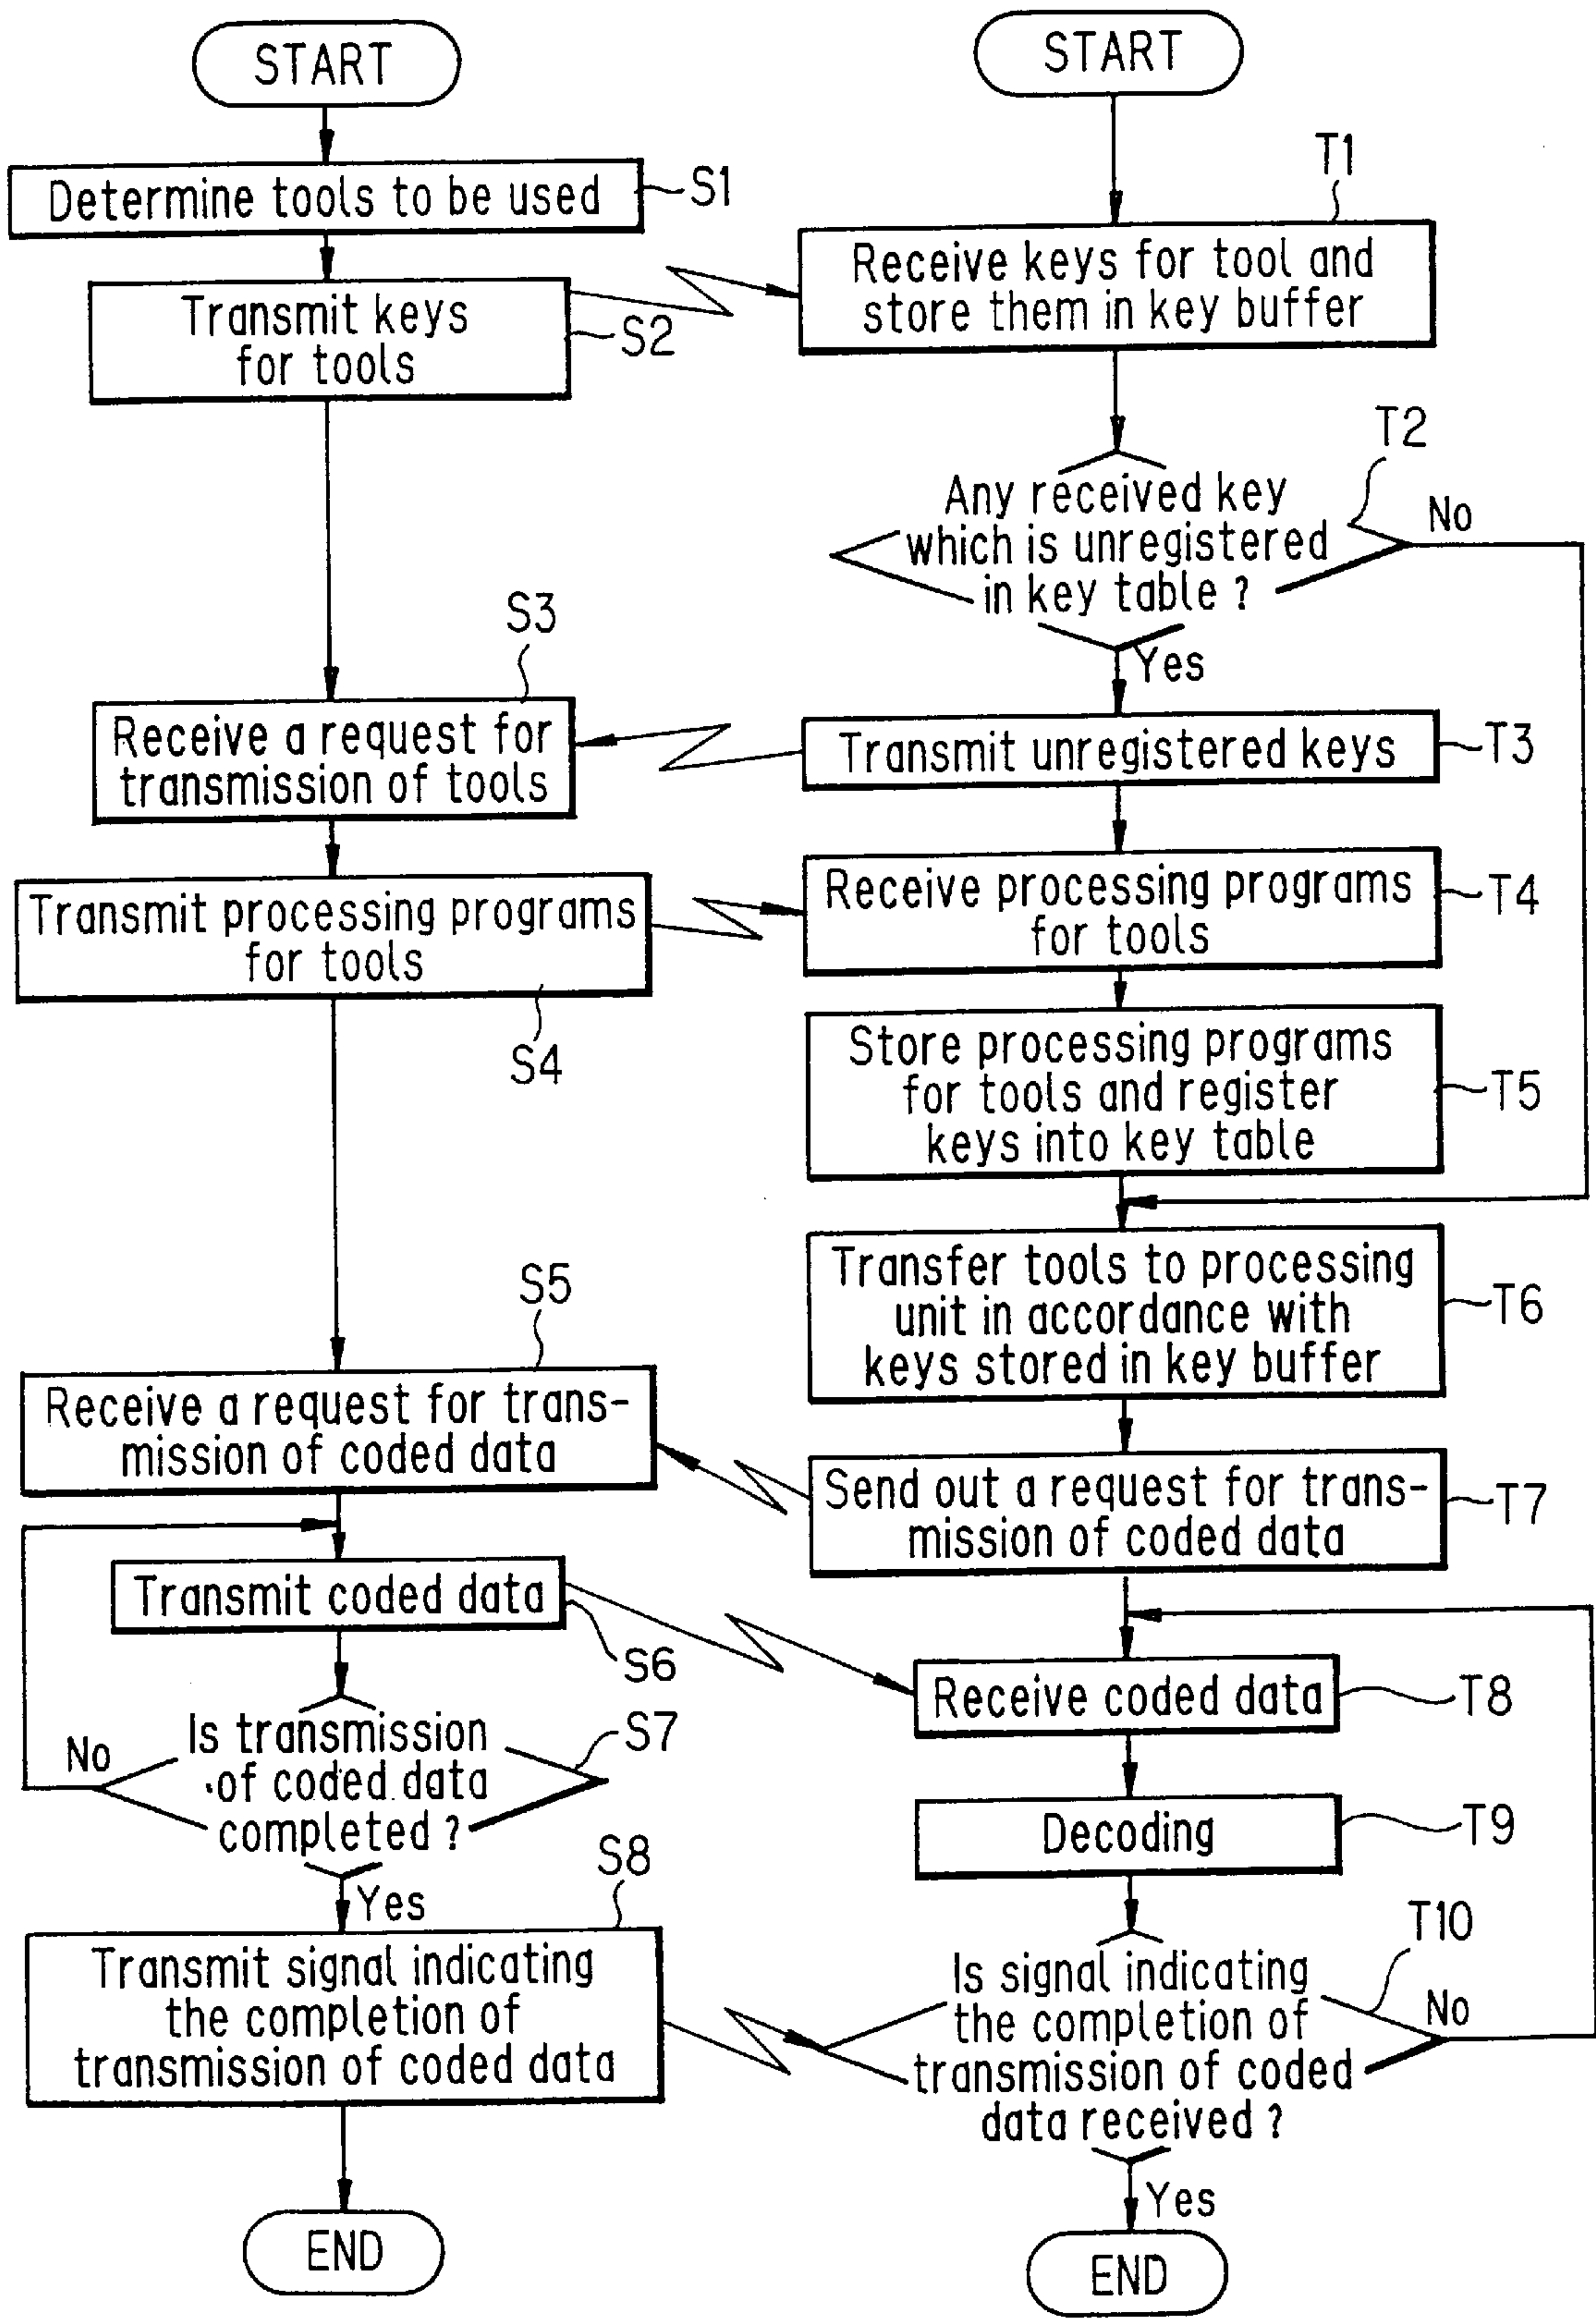 START
Determine tools to be used
S1
Transmit keys
for tools
S2
S3
Receive a request for
transmission of tools
Transmit processing programs
for tools
S4
S5
Receive a request for trans-
mission of coded data
Transmit coded data
S6
Is transmission
of coded data
completed ?
S7
No
Yes
S8
Transmit signal indicating
the completion of
transmission of coded data
END
START
T1
Receive keys for tool and
store them in key buffer
T2
Any received key
which is unregistered
in key table ?
No
Yes
Transmit unregistered keys
T3
Receive processing programs
for tools
T4
Store processing programs
for tools and register
keys into key table
T5
Transfer tools to processing
unit in accordance with
keys stored in key buffer
T6
Send out a request for trans-
mission of coded data
T7
Receive coded data
T8
Decoding
T9
T10
Is signal indicating
the completion of
transmission of coded
data received ?
No
Yes
END